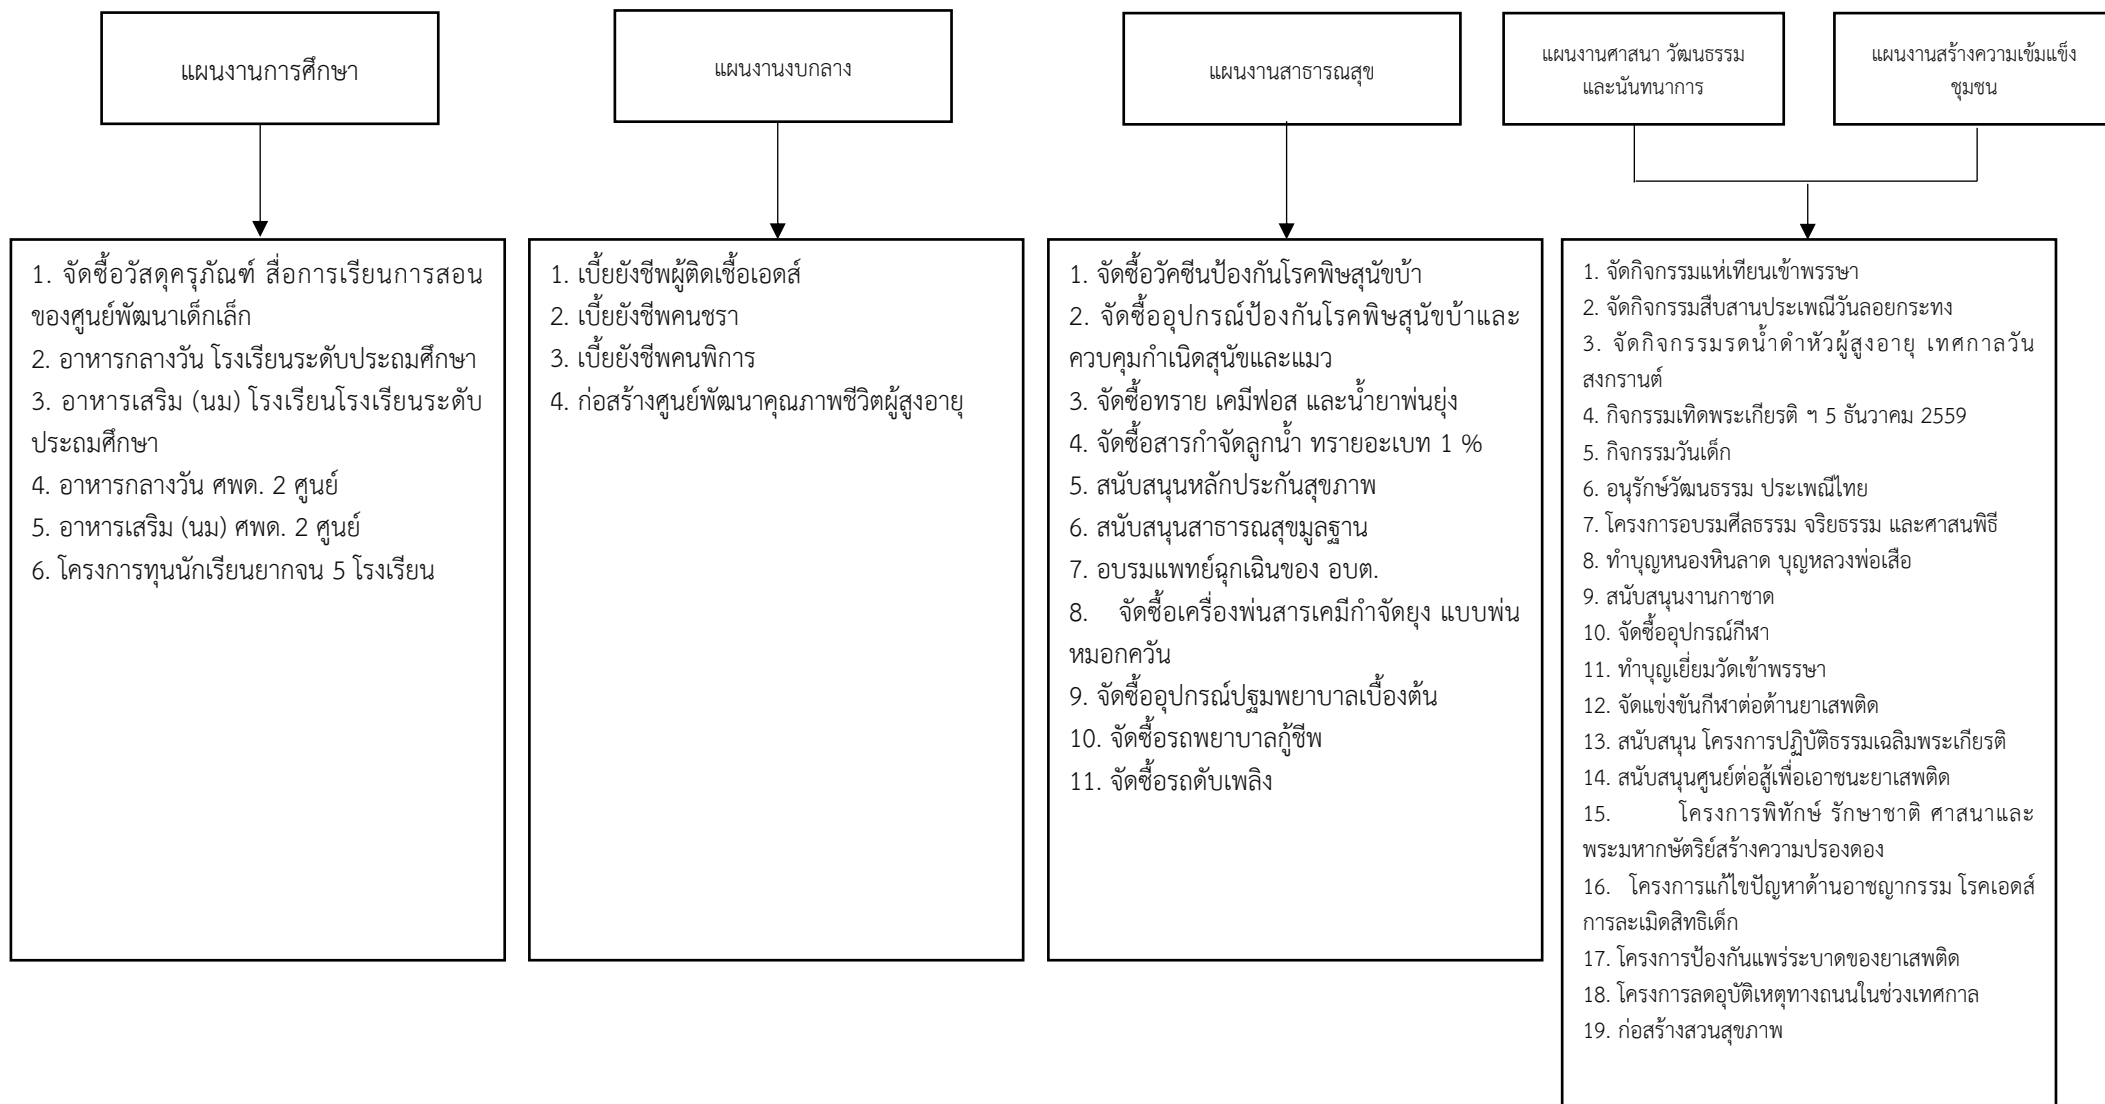 แผนงานการศึกษา
แผนงานงบกลาง
แผนงานสาธารณสุข
แผนงานศาสนา วัฒนธรรม
และนันทนาการ
แผนงานสร้างความเข้มแข็ง
ชุมชน
1. จัดซื้อวัสดุครุภัณฑ์ สื่อการเรียนการสอน
ของศูนย์พัฒนาเด็กเล็ก
2. อาหารกลางวัน โรงเรียนระดับประถมศึกษา
3. อาหารเสริม (นม) โรงเรียนโรงเรียนระดับ
ประถมศึกษา
4. อาหารกลางวัน ศพด. 2 ศูนย์
5. อาหารเสริม (นม) ศพด. 2 ศูนย์
6. โครงการทุนนักเรียนยากจน 5 โรงเรียน
1. เบี้ยยังชีพผู้ติดเชื้อเอดส์
2. เบี้ยยังชีพคนชรา
3. เบี้ยยังชีพคนพิการ
4. ก่อสร้างศูนย์พัฒนาคุณภาพชีวิตผู้สูงอายุ
1. จัดซื้อวัคซีนป้องกันโรคพิษสุนัขบ้า
2. จัดซื้ออุปกรณ์ป้องกันโรคพิษสุนัขบ้าและ
ควบคุมกำเนิดสุนัขและแมว
3. จัดซื้อทราย เคมีฟอส และน้ำยาพ่นยุ่ง
4. จัดซื้อสารกำจัดลูกน้ำ ทรายอะเบท 1 %
5. สนับสนุนหลักประกันสุขภาพ
6. สนับสนุนสาธารณสุขมูลฐาน
7. อบรมแพทย์ฉุกเฉินของ อบต.
8. จัดซื้อเครื่องพ่นสารเคมีกำจัดยุง แบบพ่น
หมอกควัน
9. จัดซื้ออุปกรณ์ปฐมพยาบาลเบื้องต้น
10. จัดซื้อรถพยาบาลกู้ชีพ
11. จัดซื้อรถดับเพลิง
1. จัดกิจกรรมแห่เทียนเข้าพรรษา
2. จัดกิจกรรมสืบสานประเพณีวันลอยกระทง
3. จัดกิจกรรมรดน้ำดำหัวผู้สูงอายุ เทศกาลวัน
สงกรานต์
4. กิจกรรมเทิดพระเกียรติ ฯ 5 ธันวาคม 2559
5. กิจกรรมวันเด็ก
6. อนุรักษ์วัฒนธรรม ประเพณีไทย
7. โครงการอบรมศีลธรรม จริยธรรม และศาสนพิธี
8. ทำบุญหนองหินลาด บุญหลวงพ่อเสือ
9. สนับสนุนงานกาชาด
10. จัดซื้ออุปกรณ์กีฬา
11. ทำบุญเยี่ยมวัดเข้าพรรษา
12. จัดแข่งขันกีฬาต่อต้านยาเสพติด
13. สนับสนุน โครงการปฏิบัติธรรมเฉลิมพระเกียรติ
14. สนับสนุนศูนย์ต่อสู้เพื่อเอาชนะยาเสพติด
15. โครงการพิทักษ์ รักษาชาติ ศาสนาและ
พระมหากษัตริย์สร้างความปรองดอง
16. โครงการแก้ไขปัญหาด้านอาชญากรรม โรคเอดส์
การละเมิดสิทธิเด็ก
17. โครงการป้องกันแพร่ระบาดของยาเสพติด
18. โครงการลดอุบัติเหตุทางถนนในช่วงเทศกาล
19. ก่อสร้างสวนสุขภาพ